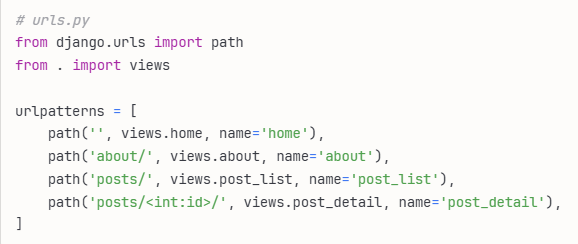 # urls.py
from django.urls import path
from . import views

urlpatterns = [
    path('', views.home, name='home'),
    path('about/', views.about, name='about'),
    path('posts/', views.post_list, name='post_list'),
    path('posts/<int:id>/', views.post_detail, name='post_detail'),
]